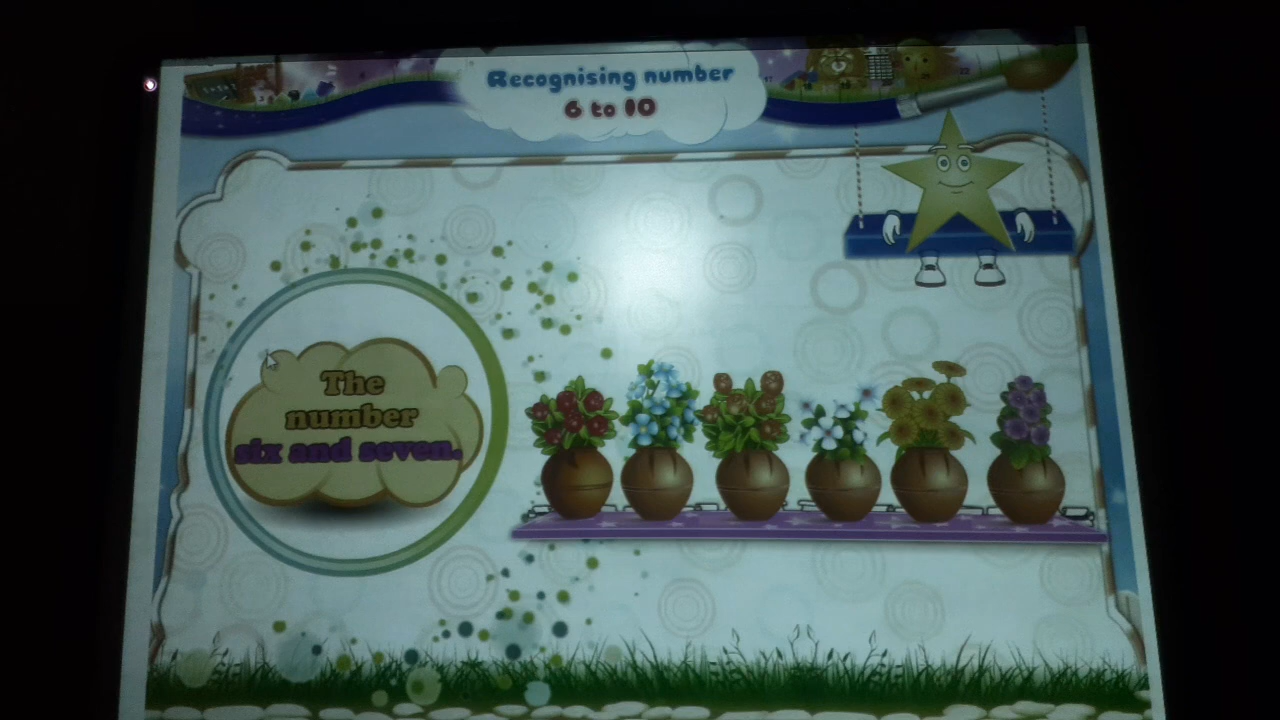 Recognising number
6 to 10
The
number
six and seven.